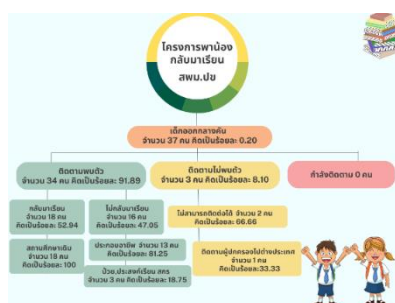 โครงการพาน้อง
กลับมาเรียน
สพม.ปข
เด็กออกกลางคัน
จำนวน 37 คน คิดเป็นร้อยละ 0.20
ติดตามพบตัว
จำนวน 34 คน คิดเป็นร้อยละ 91.89
ติดตามไม่พบตัว
จำนวน 3 คน คิดเป็นร้อยละ 8.10
กำลังติดตาม 0 คน
กลับมาเรียน
จำนวน 18 คน
คิดเป็นร้อยละ 52.94
ไม่กลับมาเรียน
จำนวน 16 คน
คิดเป็นร้อยละ 47.05
ไม่สามารถติดต่อได้ จำนวน 2 คน
คิดเป็นร้อยละ 66.66
สถานศึกษาเดิม
จำนวน 18 คน
คิดเป็นร้อยละ 100
ประกอบอาชีพ จำนวน 13 คน
คิดเป็นร้อยละ 81.25
ติดตามผู้ปกครองไปต่างประเทศ
จำนวน 1 คน
คิดเป็นร้อยละ 33.33
ป่วย,ประสงค์เรียน สกร
จำนวน 3 คน คิดเป็นร้อยละ 18.75